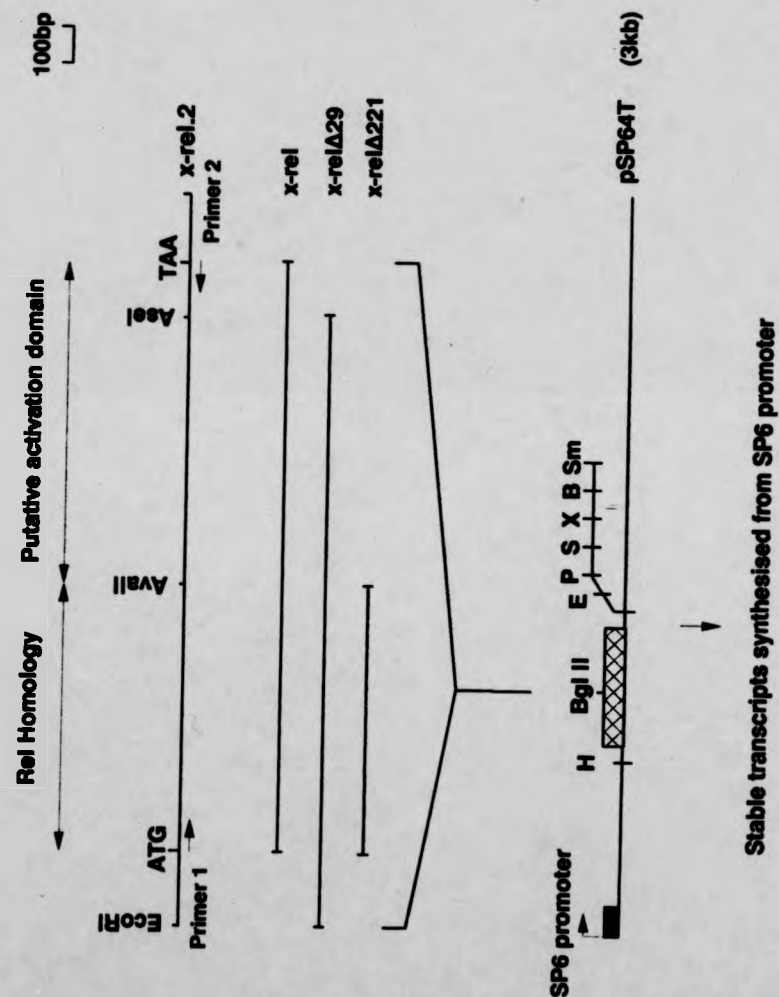 100bp
Rel Homology
Putative activation domain
EcoRI
ATG
AvaII
AseI
TAA
x-rel.2
Primer 1
Primer 2
x-rel
x-relΔ29
x-relΔ221
SP6 promoter
H
Bgl II
E
P
S
X
B
Sm
pSP64T
(3kb)
Stable transcripts synthesised from SP6 promoter